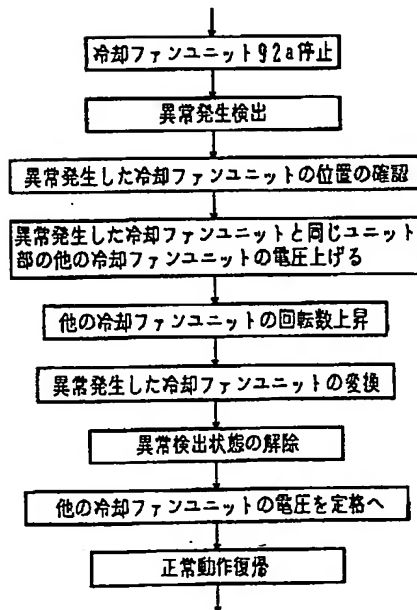 冷却ファンユニット92a停止
異常発生検出
異常発生した冷却ファンユニットの位置の確認
異常発生した冷却ファンユニットと同じユニット
部の他の冷却ファンユニットの電圧上げる
他の冷却ファンユニットの回転数上昇
異常発生した冷却ファンユニットの変換
異常検出状態の解除
他の冷却ファンユニットの電圧を定格へ
正常動作復帰